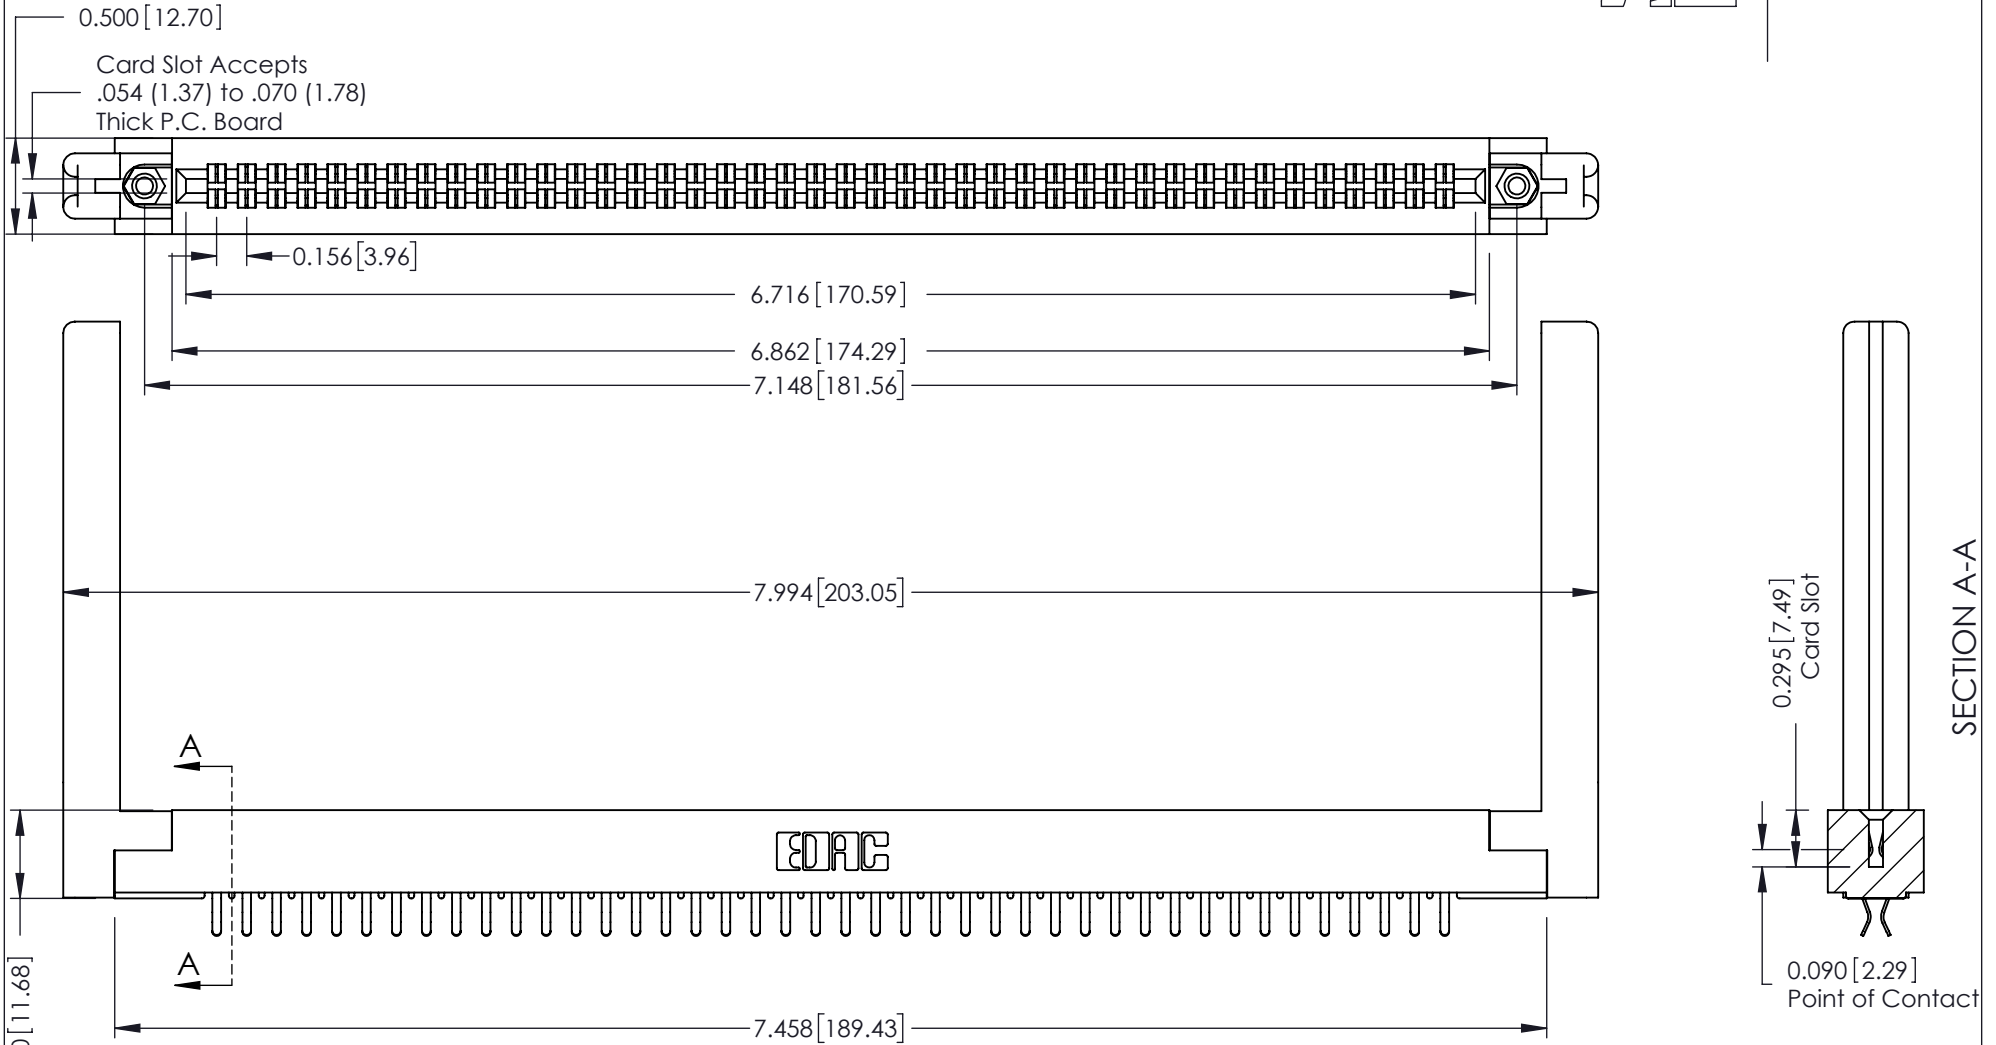 0.500[12.70]
Card Slot Accepts
.054 (1.37) to .070 (1.78)
Thick P.C. Board
0.156[3.96]
6.716[170.59]
6.862[174.29]
7.148[181.56]
7.994[203.05]
0.295[7.49]
Card Slot
SECTION A-A
A
EDAC
A
0.090[2.29]
Point of Contact
[11.68]
7.458[189.43]